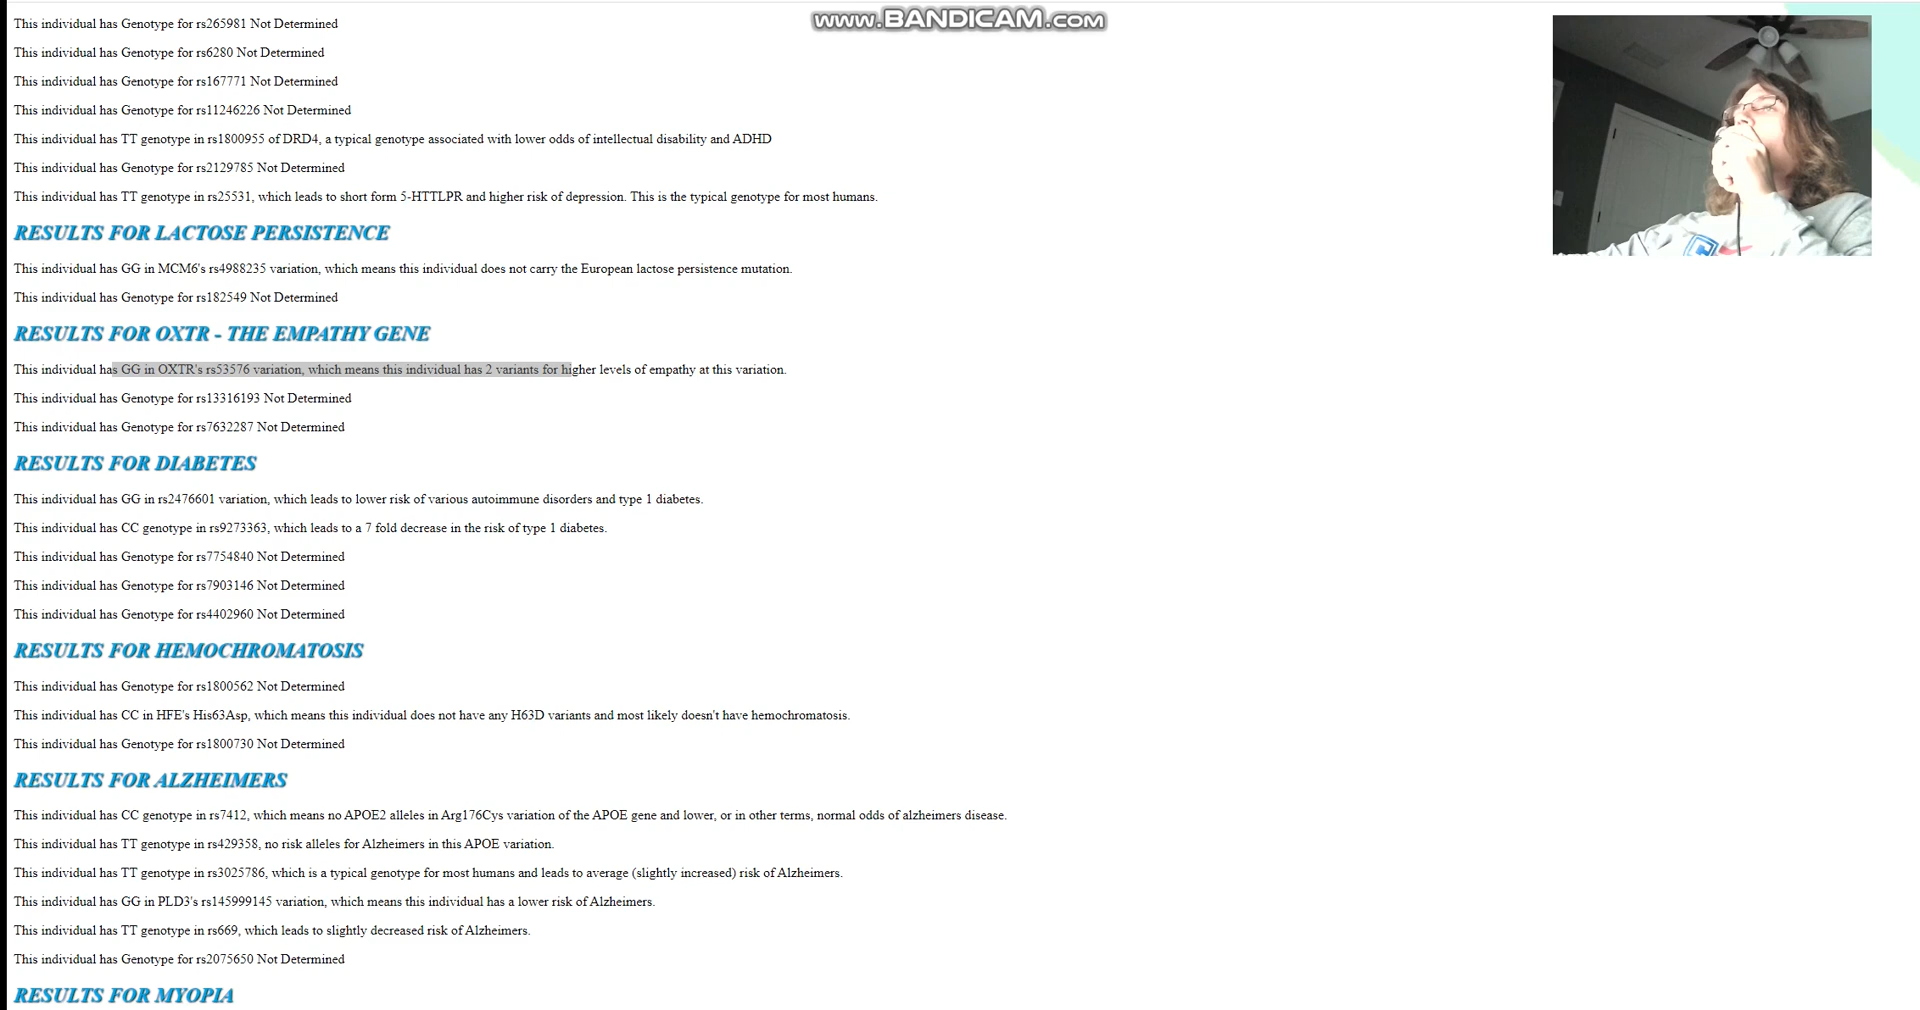 www.BANDICAM.com
This individual has Genotype for rs265981 Not Determined
This individual has Genotype for rs6280 Not Determined
This individual has Genotype for rs167771 Not Determined
This individual has Genotype for rs11246226 Not Determined
This individual has TT genotype in rs1800955 of DRD4, a typical genotype associated with lower odds of intellectual disability and ADHD
This individual has Genotype for rs2129785 Not Determined
This individual has TT genotype in rs25531, which leads to short form 5-HTTLPR and higher risk of depression. This is the typical genotype for most humans.
RESULTS FOR LACTOSE PERSISTENCE
This individual has GG in MCM6's rs4988235 variation, which means this individual does not carry the European lactose persistence mutation.
This individual has Genotype for rs182549 Not Determined
RESULTS FOR OXTR - THE EMPATHY GENE
This individual has GG in OXTR's rs53576 variation, which means this individual has 2 variants for higher levels of empathy at this variation.
This individual has Genotype for rs13316193 Not Determined
This individual has Genotype for rs7632287 Not Determined
RESULTS FOR DIABETES
This individual has GG in rs2476601 variation, which leads to lower risk of various autoimmune disorders and type 1 diabetes.
This individual has CC genotype in rs9273363, which leads to a 7 fold decrease in the risk of type 1 diabetes.
This individual has Genotype for rs7754840 Not Determined
This individual has Genotype for rs7903146 Not Determined
This individual has Genotype for rs4402960 Not Determined
RESULTS FOR HEMOCHROMATOSIS
This individual has Genotype for rs1800562 Not Determined
This individual has CC in HFE's His63Asp, which means this individual does not have any H63D variants and most likely doesn't have hemochromatosis.
This individual has Genotype for rs1800730 Not Determined
RESULTS FOR ALZHEIMERS
This individual has CC genotype in rs7412, which means no APOE2 alleles in Arg176Cys variation of the APOE gene and lower, or in other terms, normal odds of alzheimers disease.
This individual has TT genotype in rs429358, no risk alleles for Alzheimers in this APOE variation.
This individual has TT genotype in rs3025786, which is a typical genotype for most humans and leads to average (slightly increased) risk of Alzheimers.
This individual has GG in PLD3's rs145999145 variation, which means this individual has a lower risk of Alzheimers.
This individual has TT genotype in rs669, which leads to slightly decreased risk of Alzheimers.
This individual has Genotype for rs2075650 Not Determined
RESULTS FOR MYOPIA